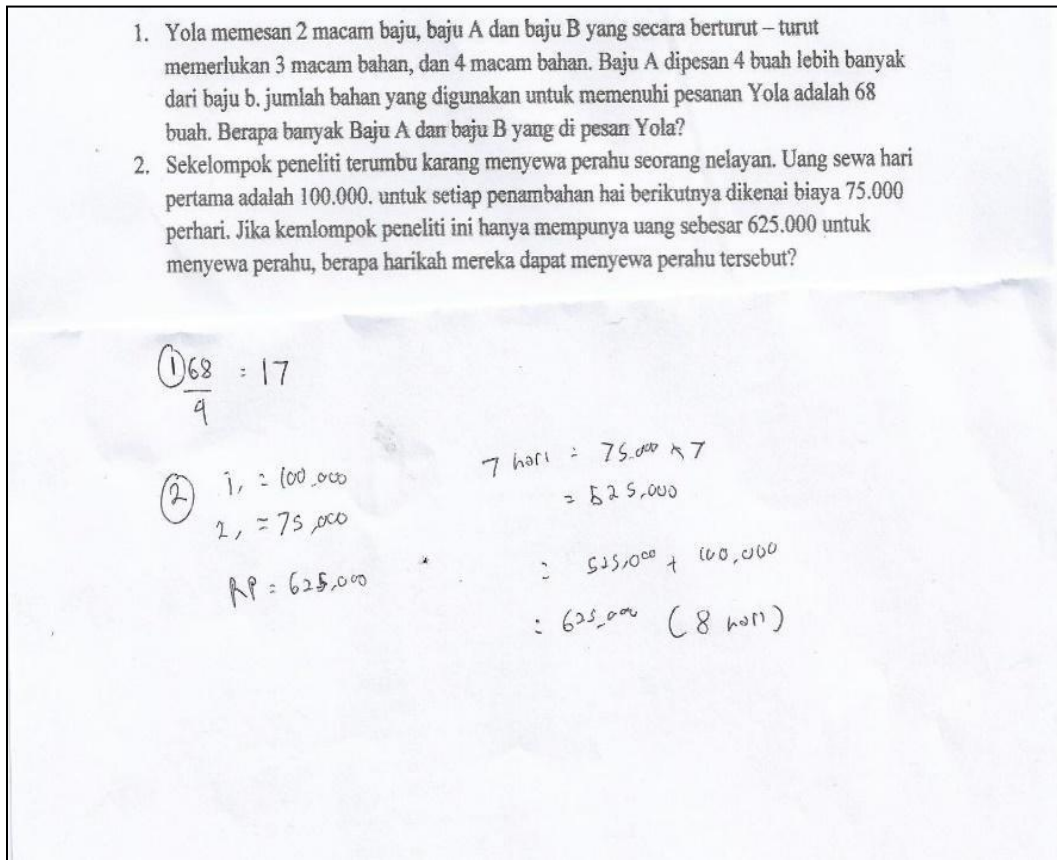 1. Yola memesan 2 macam baju, baju A dan baju B yang secara berturut – turut
memerlukan 3 macam bahan, dan 4 macam bahan. Baju A dipesan 4 buah lebih banyak
dari baju b. jumlah bahan yang digunakan untuk memenuhi pesanan Yola adalah 68
buah. Berapa banyak Baju A dan baju B yang di pesan Yola?
2. Sekelompok peneliti terumbu karang menyewa perahu seorang nelayan. Uang sewa hari
pertama adalah 100.000. untuk setiap penambahan hai berikutnya dikenai biaya 75.000
perhari. Jika kemlompok peneliti ini hanya mempunya uang sebesar 625.000 untuk
menyewa perahu, berapa harikah mereka dapat menyewa perahu tersebut?
① 68 : 17
4
② 1, = 100.000
2, = 75,000
RP = 625,000
7 hari = 75.000 x 7
= 525,000
: 525,000 + 100,000
: 625,000 (8 hari)